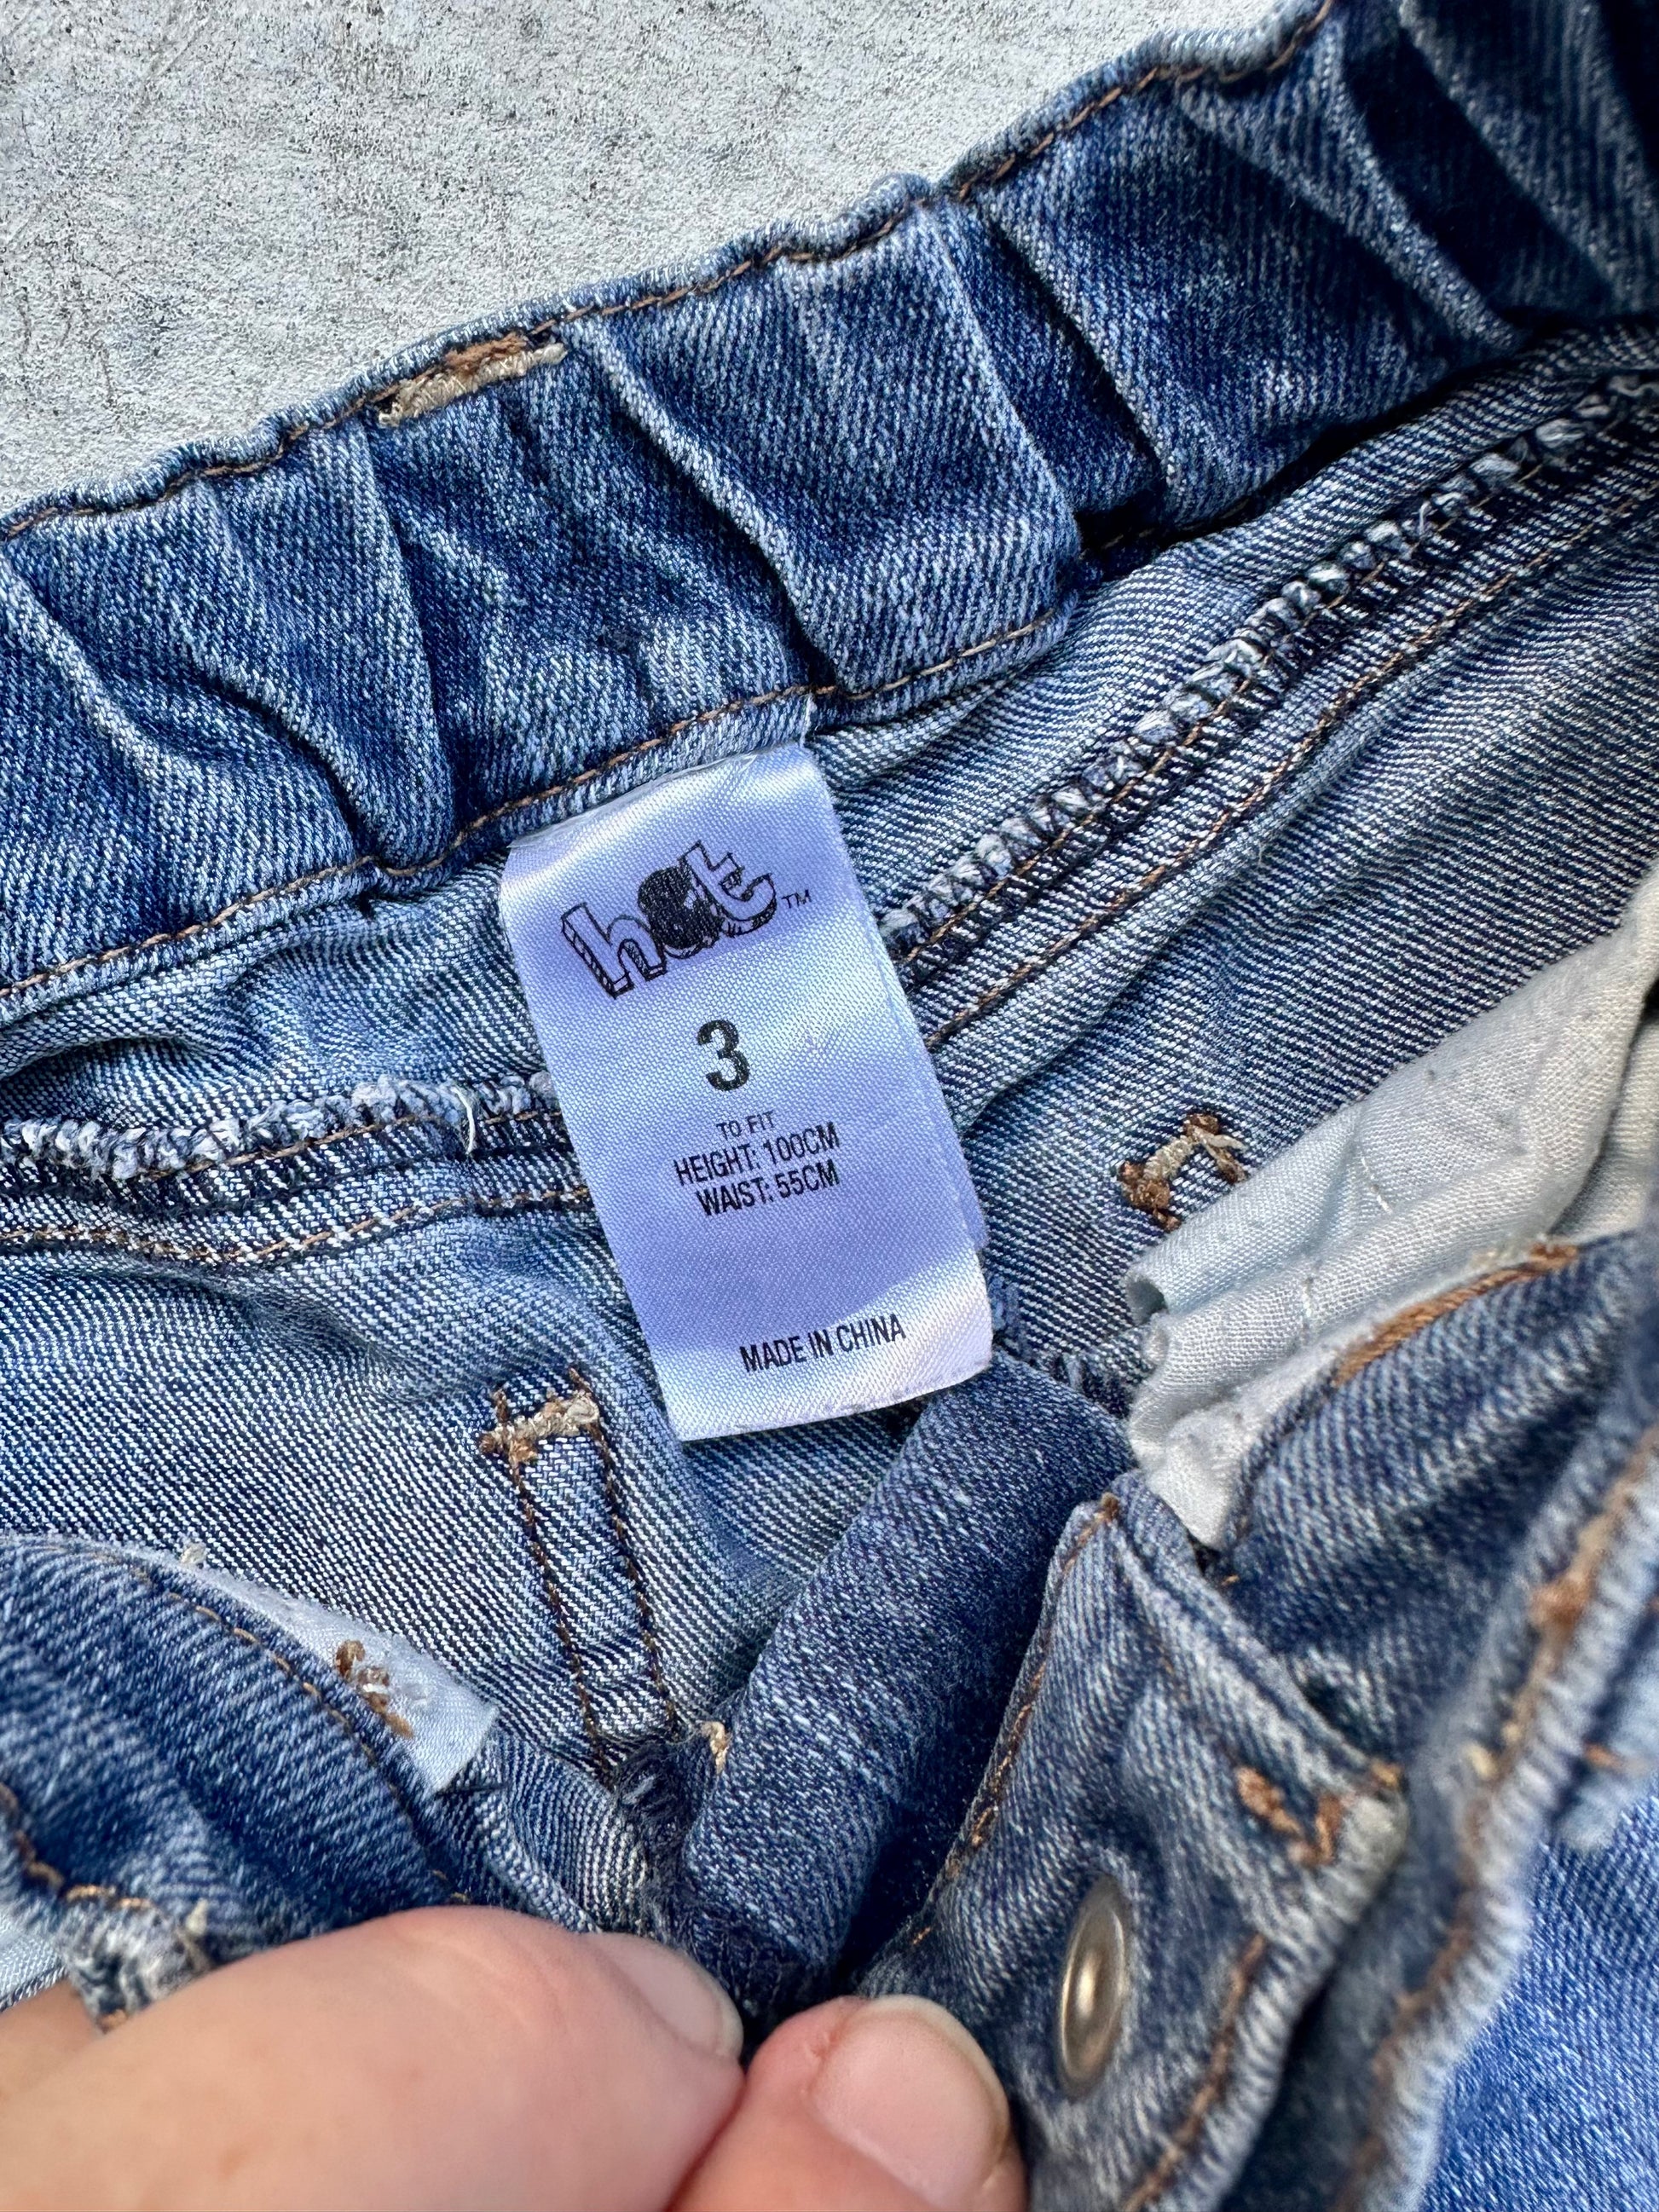 hot™
3
TO FIT
HEIGHT: 100CM
WAIST: 55CM
MADE IN CHINA